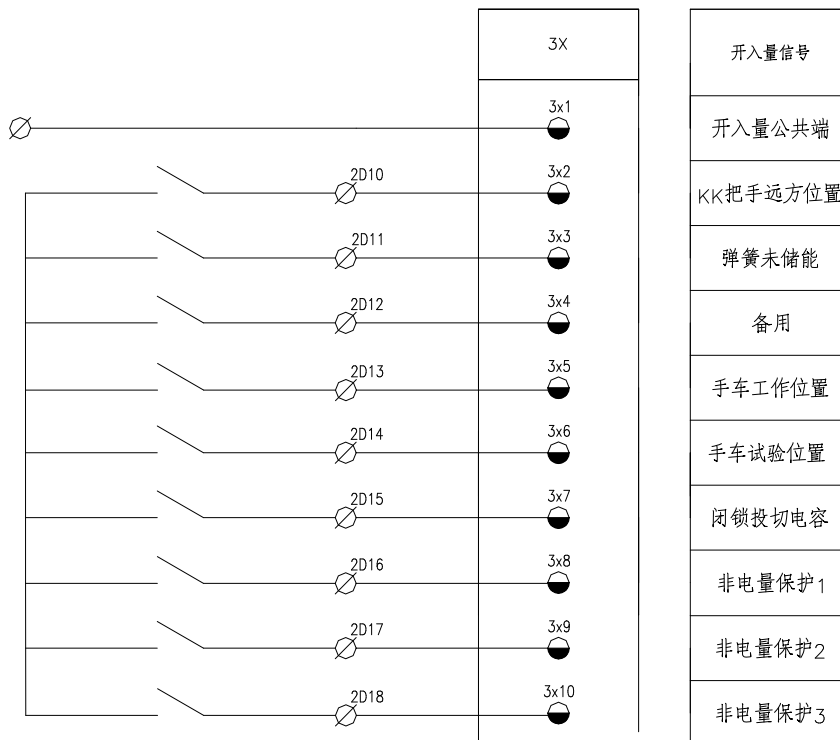 3X
开入量信号
3x1
开入量公共端
2D10
3x2
KK把手远方位置
2D11
3x3
弹簧未储能
2D12
3x4
备用
2D13
3x5
手车工作位置
2D14
3x6
手车试验位置
2D15
3x7
闭锁投切电容
2D16
3x8
非电量保护1
2D17
3x9
非电量保护2
2D18
3x10
非电量保护3